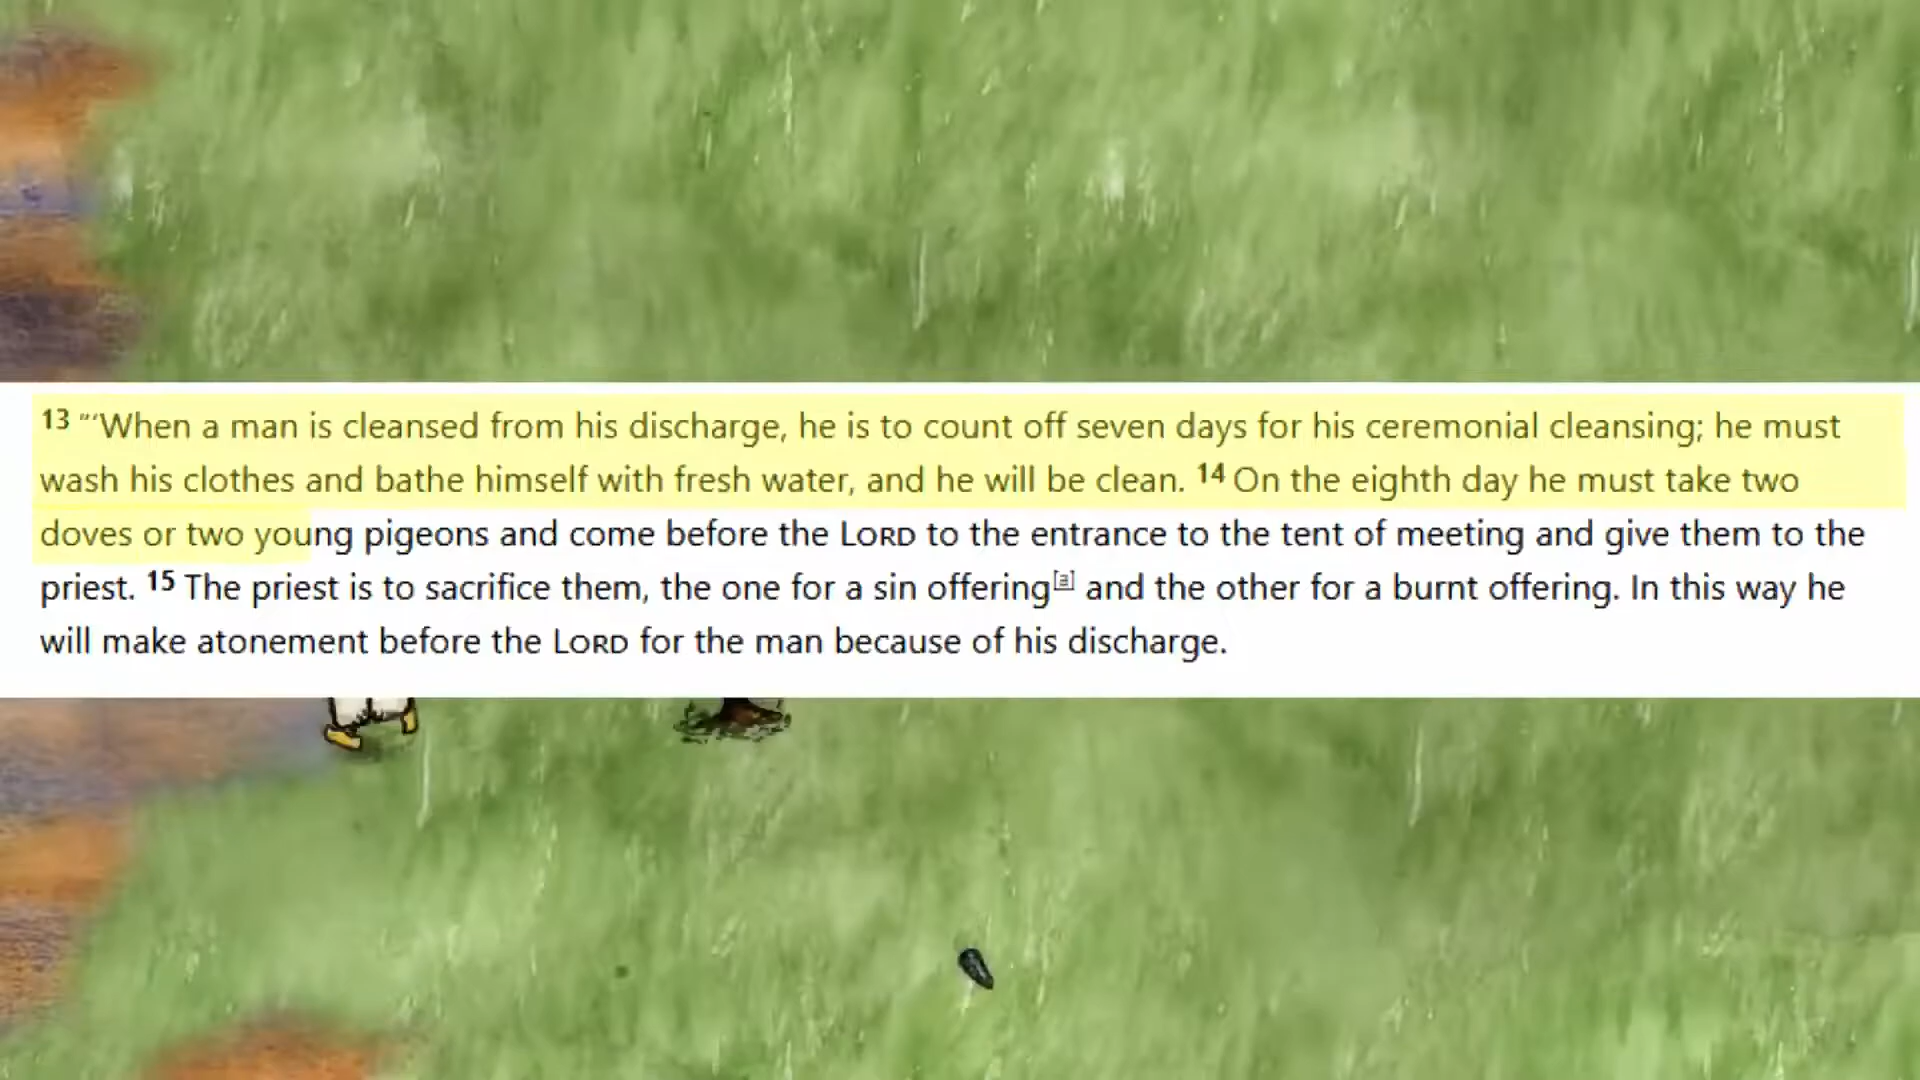 13 “‘When a man is cleansed from his discharge, he is to count off seven days for his ceremonial cleansing; he must
wash his clothes and bathe himself with fresh water, and he will be clean. 14 On the eighth day he must take two
doves or two young pigeons and come before the LORD to the entrance to the tent of meeting and give them to the
priest. 15 The priest is to sacrifice them, the one for a sin offering[a] and the other for a burnt offering. In this way he
will make atonement before the LORD for the man because of his discharge.